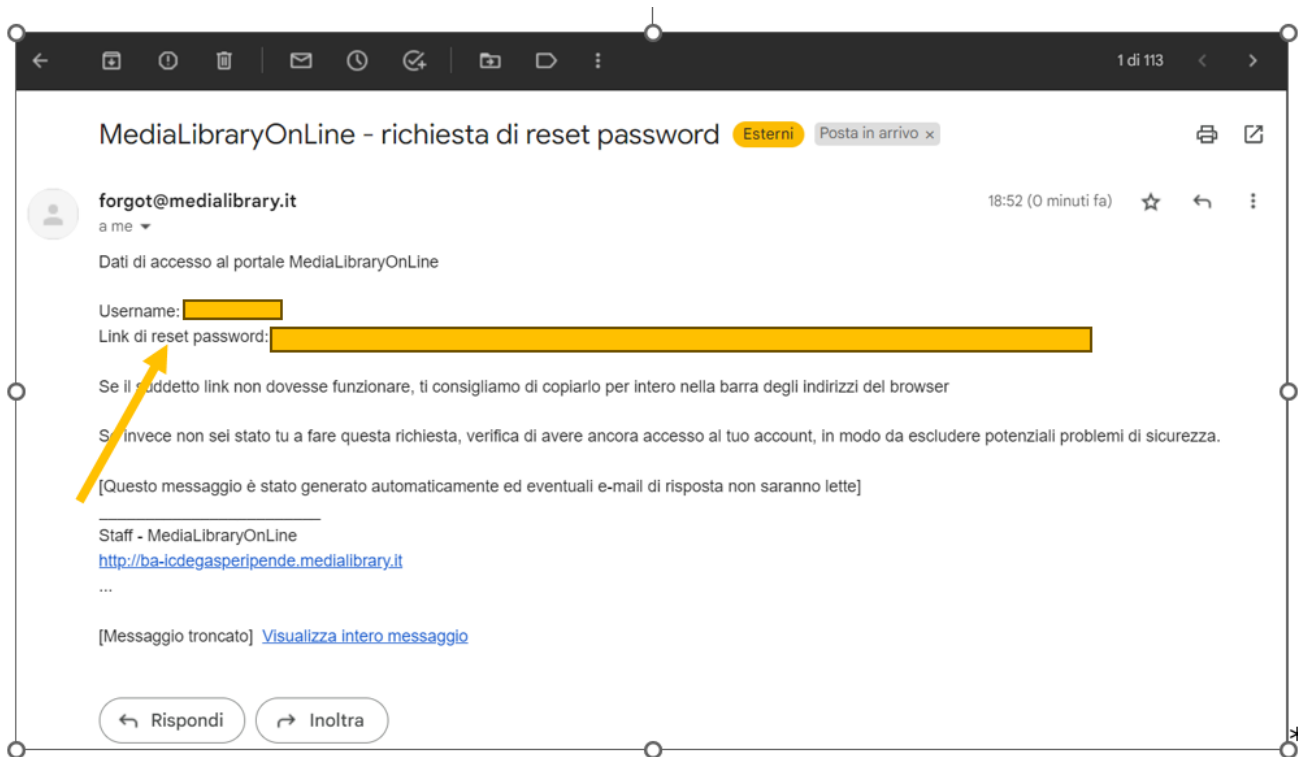 1 di 113
MediaLibraryOnLine - richiesta di reset password Esterni Posta in arrivo ×
forgot@medialibrary.it 18:52 (0 minuti fa)
a me
Dati di accesso al portale MediaLibraryOnLine
Username:
Link di reset password:
Se il suddetto link non dovesse funzionare, ti consigliamo di copiarlo per intero nella barra degli indirizzi del browser
Se invece non sei stato tu a fare questa richiesta, verifica di avere ancora accesso al tuo account, in modo da escludere potenziali problemi di sicurezza.
[Questo messaggio è stato generato automaticamente ed eventuali e-mail di risposta non saranno lette]
Staff - MediaLibraryOnLine
http://ba-icdegasperipende.medialibrary.it
...
[Messaggio troncato] Visualizza intero messaggio
Rispondi Inoltra
*